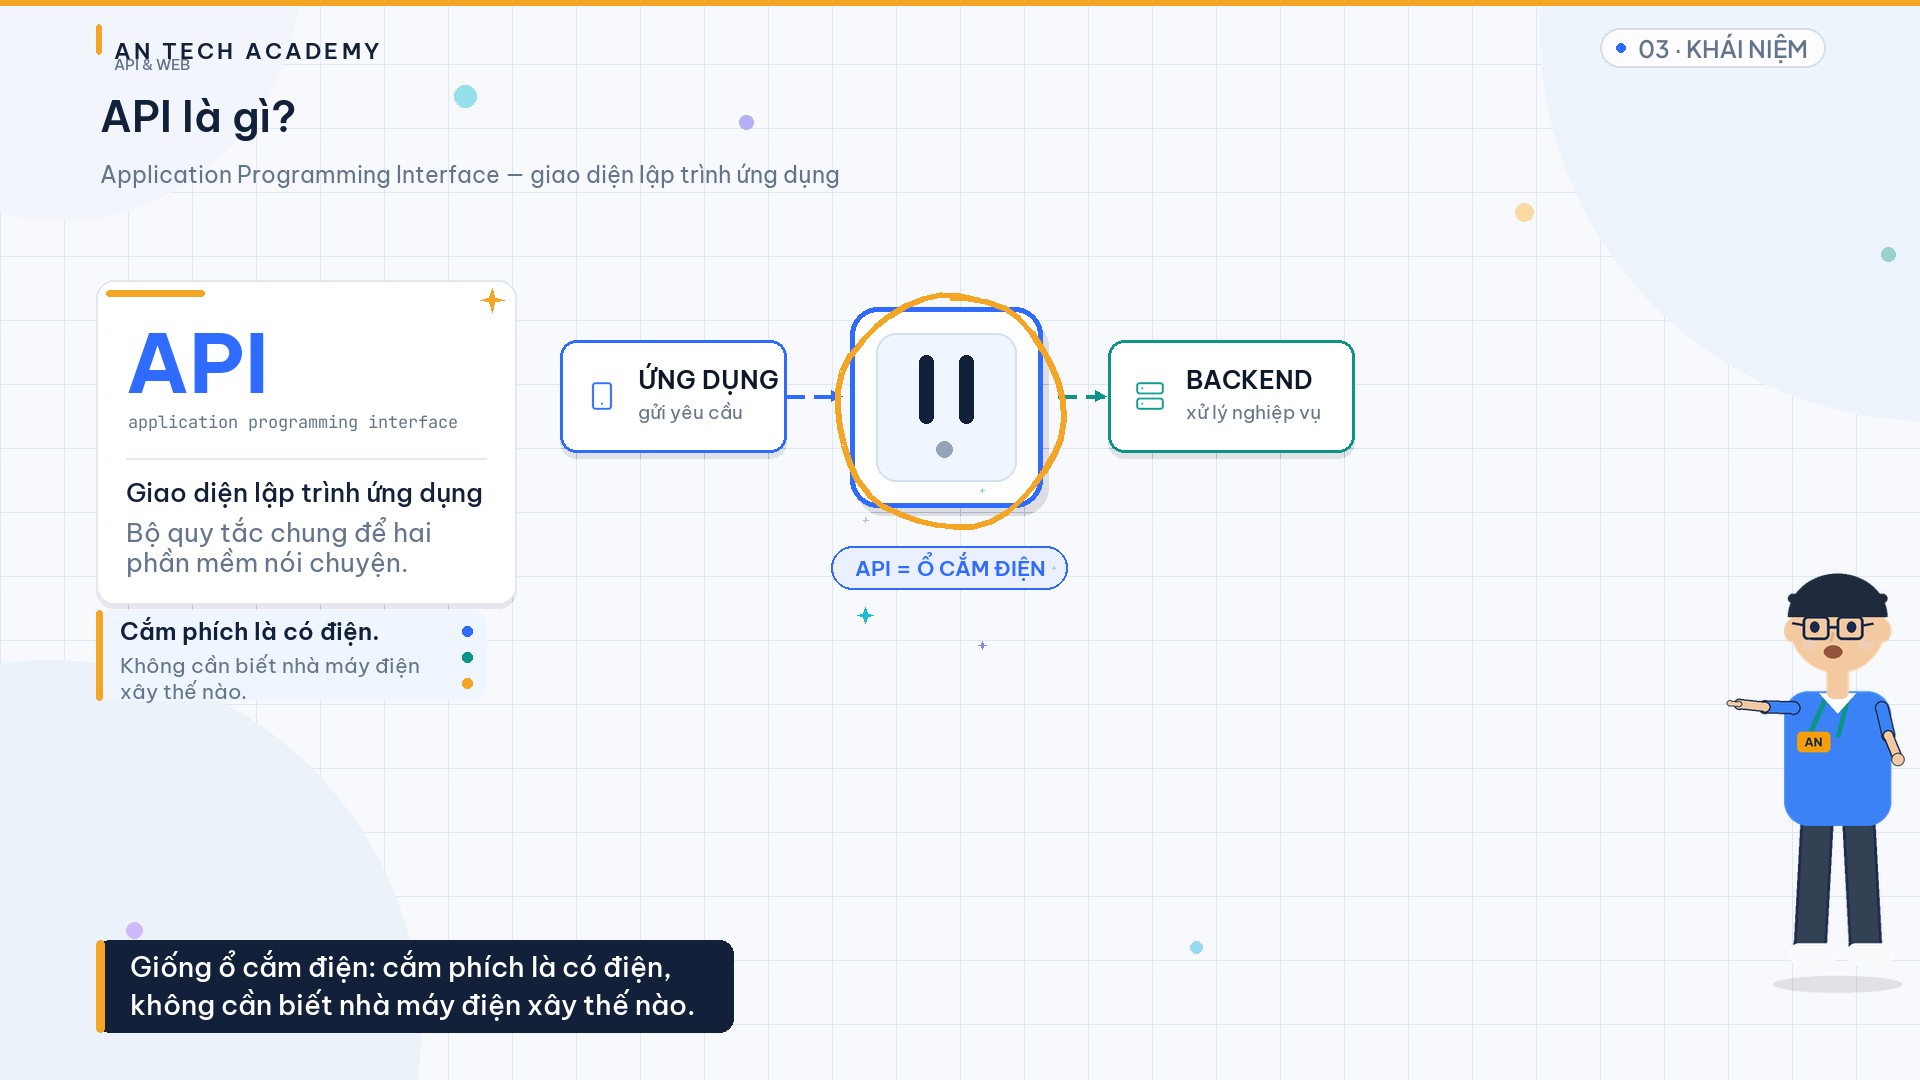 AN TECH ACADEMY
API & WEB
03 · KHÁI NIỆM
API là gì?
Application Programming Interface — giao diện lập trình ứng dụng
API
application programming interface
Giao diện lập trình ứng dụng
Bộ quy tắc chung để hai
phần mềm nói chuyện.
Cắm phích là có điện.
Không cần biết nhà máy điện
xây thế nào.
ỨNG DỤNG
gửi yêu cầu
BACKEND
xử lý nghiệp vụ
API = Ổ CẮM ĐIỆN
AN
Giống ổ cắm điện: cắm phích là có điện,
không cần biết nhà máy điện xây thế nào.